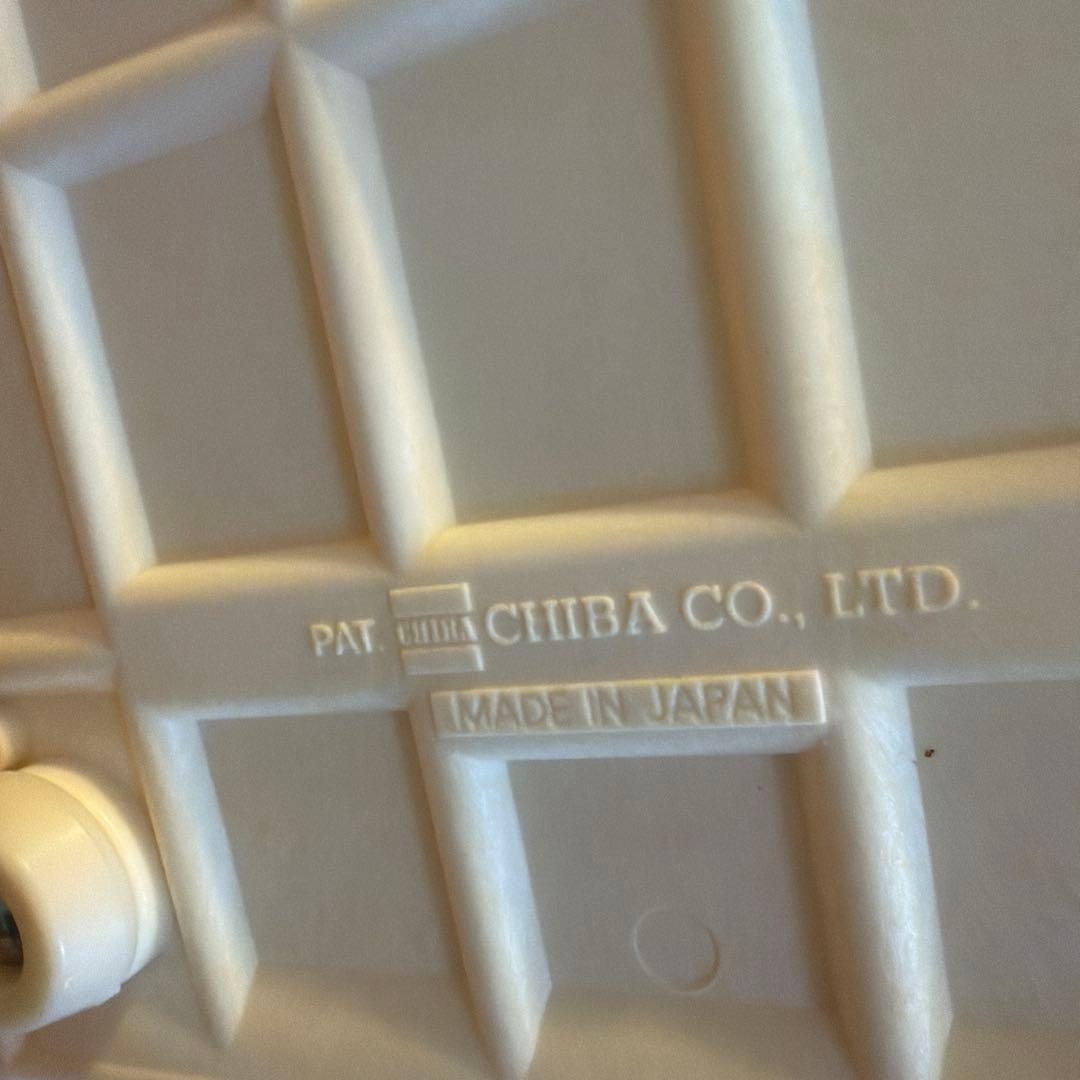 PAT. CHIBA CHIBA CO., LTD.
MADE IN JAPAN